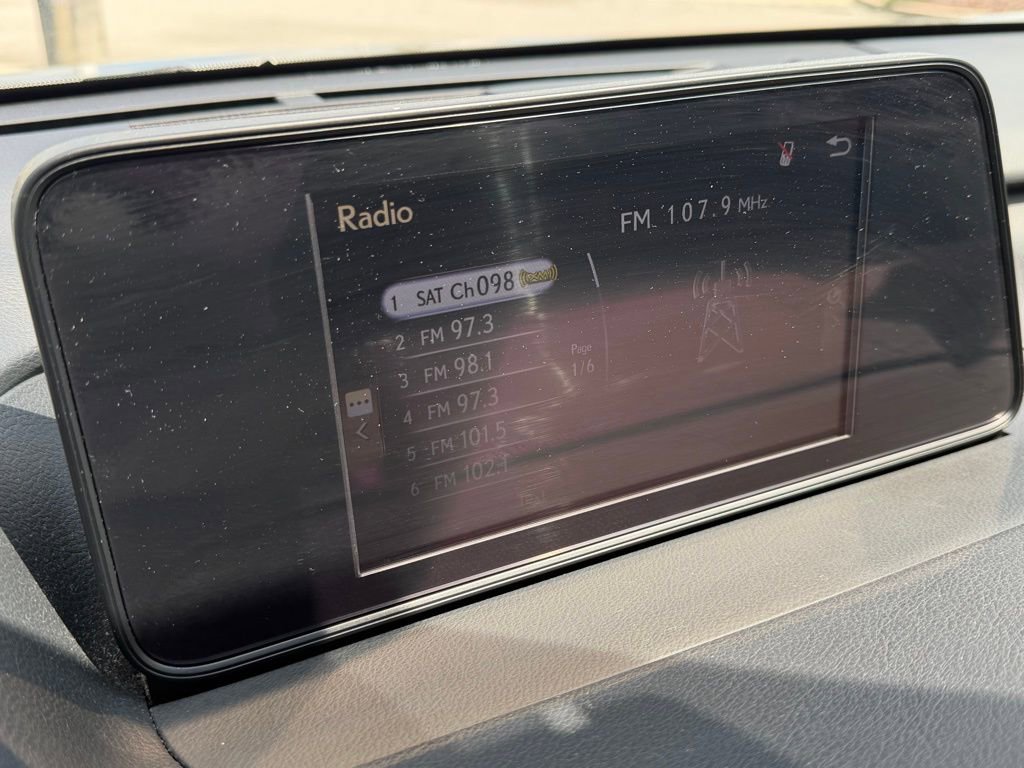 Radio
FM 107.9 MHz
1 SAT Ch098 ((XM))
2 FM 97.3
3 FM 98.1
Page
1/6
4 FM 97.3
5 FM 101.5
6 FM 102.1